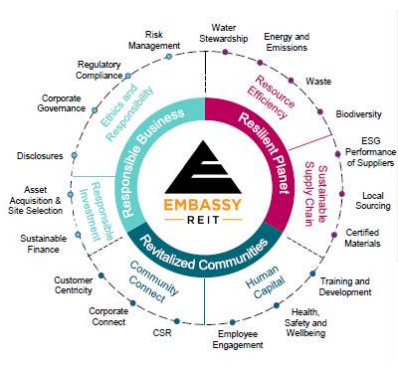 Water
Stewardship
Energy and
Emissions
Waste
Biodiversity
ESG
Performance
of Suppliers
Local
Sourcing
Certified
Materials
Training and
Development
Health,
Safety and
Wellbeing
Employee
Engagement
CSR
Corporate
Connect
Customer
Centricity
Sustainable
Finance
Asset
Acquisition &
Site Selection
Disclosures
Corporate
Governance
Regulatory
Compliance
Risk
Management
Resource
Efficiency
Sustainable
Supply Chain
Human
Capital
Community
Connect
Responsible
Investment
Ethics and
Responsibility
Resilient Planet
Revitalized Communities
Responsible Business
EMBASSY
REIT